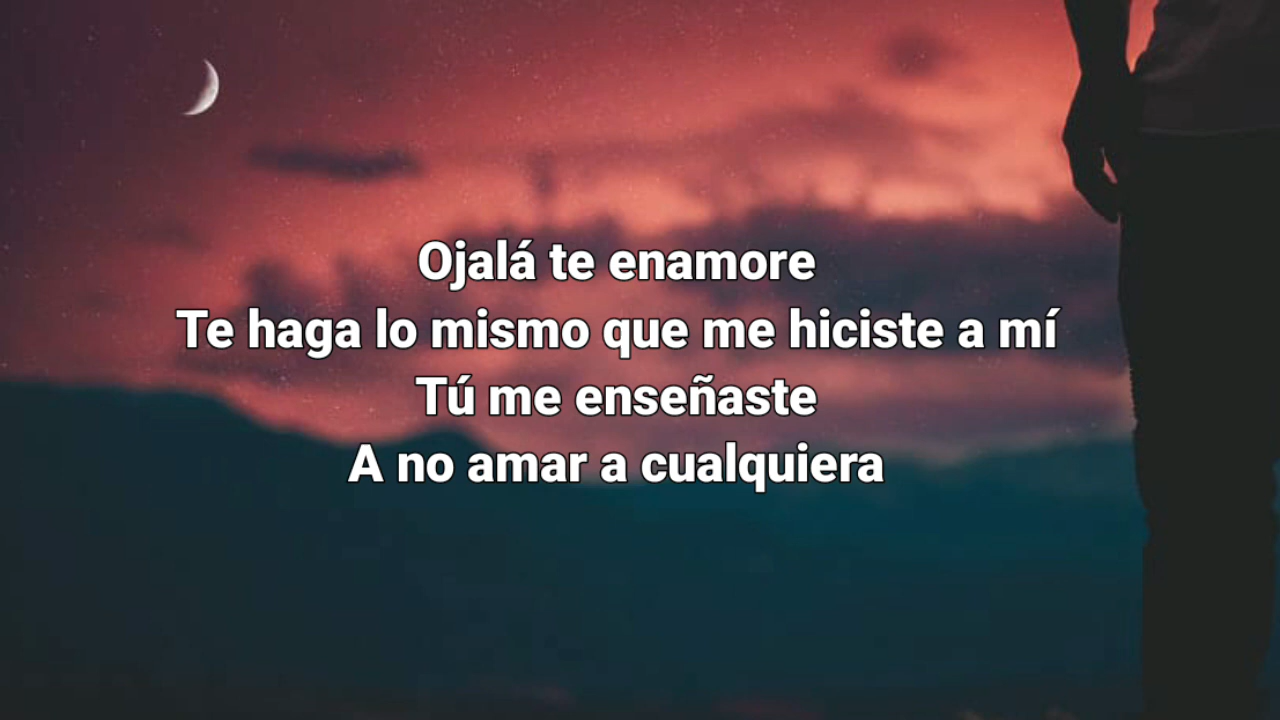 Ojalá te enamore
Te haga lo mismo que me hiciste a mí
Tú me enseñaste
A no amar a cualquiera